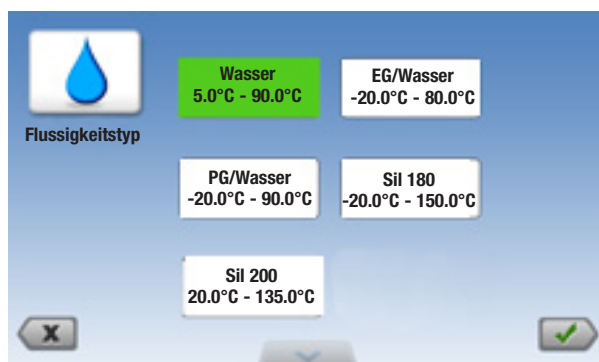 Flussigkeitstyp
Wasser
5.0°C - 90.0°C
EG/Wasser
-20.0°C - 80.0°C
PG/Wasser
-20.0°C - 90.0°C
Sil 180
-20.0°C - 150.0°C
Sil 200
20.0°C - 135.0°C
X